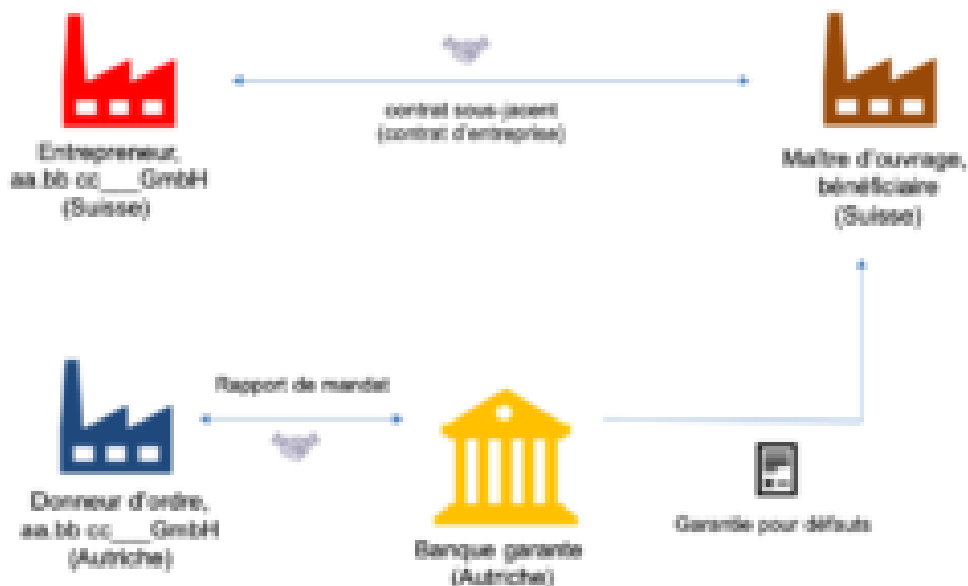 contrat sous-jacent
(contrat d'entreprise)
Entrepreneur,
aa.bb cc___GmbH
(Suisse)
Maître d'ouvrage,
bénéficiaire
(Suisse)
Rapport de mandat
Donneur d'ordre,
aa.bb cc___GmbH
(Autriche)
Banque garante
(Autriche)
Garantie pour défauts